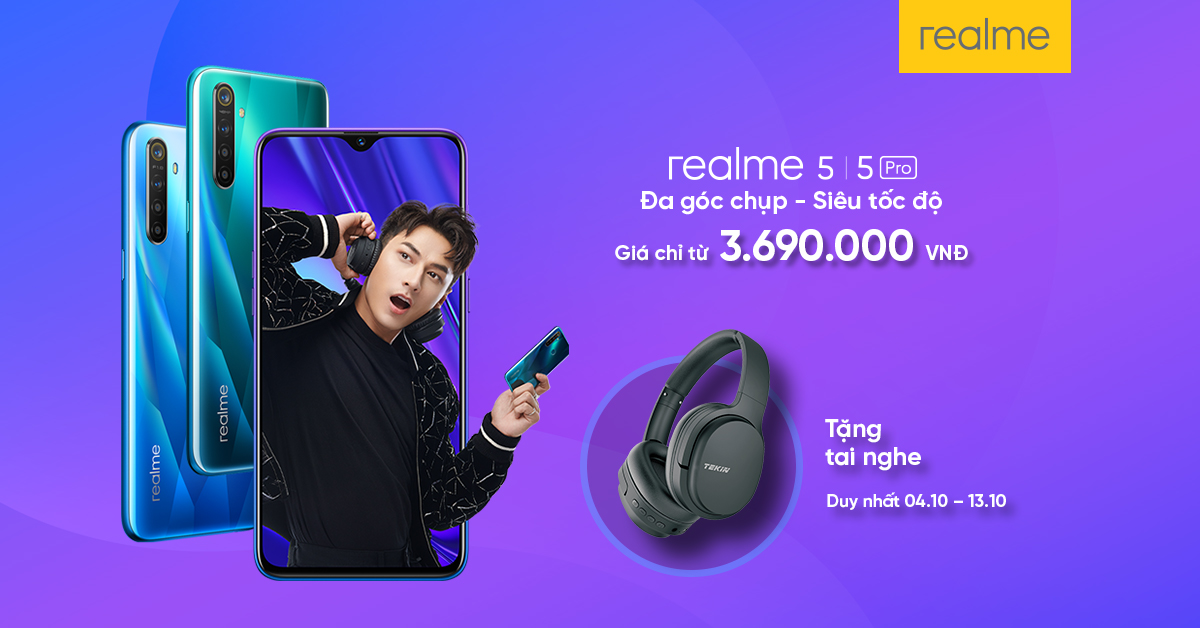 realme
realme 5 | 5 Pro
Đa góc chụp - Siêu tốc độ
Giá chỉ từ 3.690.000 VNĐ
realme
realme
TEKIN
Tặng
tai nghe
Duy nhất 04.10 – 13.10